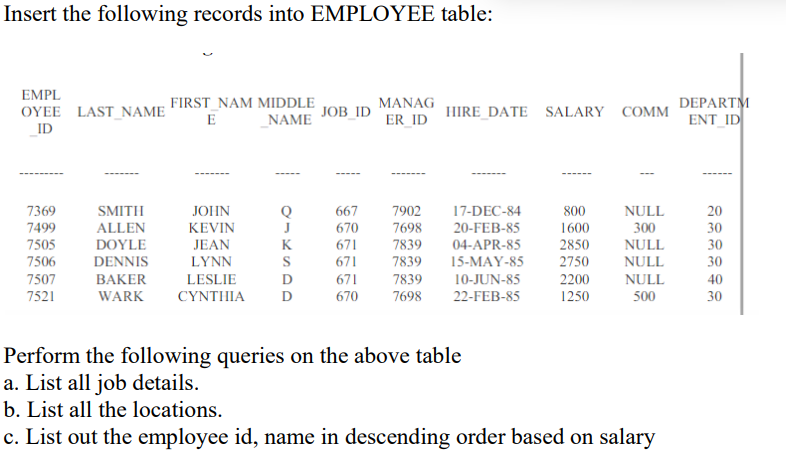 Insert the following records into EMPLOYEE table:
EMPL
OYEE LAST_NAME FIRST_NAM MIDDLE JOB_ID MANAG HIRE_DATE SALARY COMM DEPARTM
_ID E _NAME ER_ID ENT_ID
--------- ------- ------- ----- ----- ------- ------- ------ --- ------
7369 SMITH JOHN Q 667 7902 17-DEC-84 800 NULL 20
7499 ALLEN KEVIN J 670 7698 20-FEB-85 1600 300 30
7505 DOYLE JEAN K 671 7839 04-APR-85 2850 NULL 30
7506 DENNIS LYNN S 671 7839 15-MAY-85 2750 NULL 30
7507 BAKER LESLIE D 671 7839 10-JUN-85 2200 NULL 40
7521 WARK CYNTHIA D 670 7698 22-FEB-85 1250 500 30
Perform the following queries on the above table
a. List all job details.
b. List all the locations.
c. List out the employee id, name in descending order based on salary